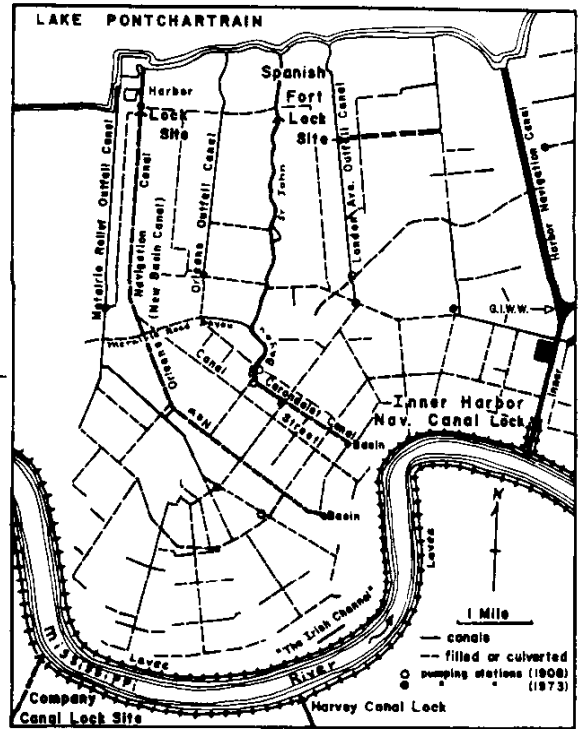 LAKE PONTCHARTRAIN
Harbor
Lock
Site
Spanish
Fort
Lock
Site
Metairie Relief Outfall Canal
Navigation Canal
(New Basin Canal)
Orleans Outfall Canal
St. John
London Ave. Outfall Canal
Harbor Navigation Canal
G.I.W.W.
Inner
Metairie Road
Bayou
Bayou
Orleans
Canal
Street
Carondelet Canal
Basin
New
Basin
Inner Harbor
Nav. Canal Lock
Levee
N
1 Mile
canals
filled or culverted
pumping stations (1908)
" " (1973)
"The Irish Channel"
Mississippi
River
Levee
Company
Canal Lock Site
Harvey Canal Lock